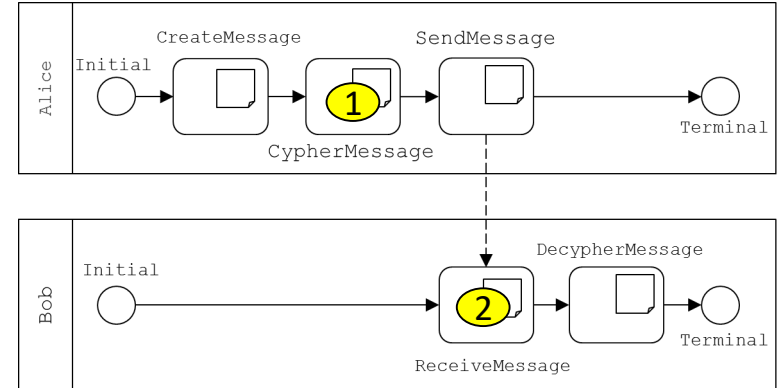 Alice
Initial
CreateMessage
1
CypherMessage
SendMessage
Terminal
Bob
Initial
2
ReceiveMessage
DecypherMessage
Terminal